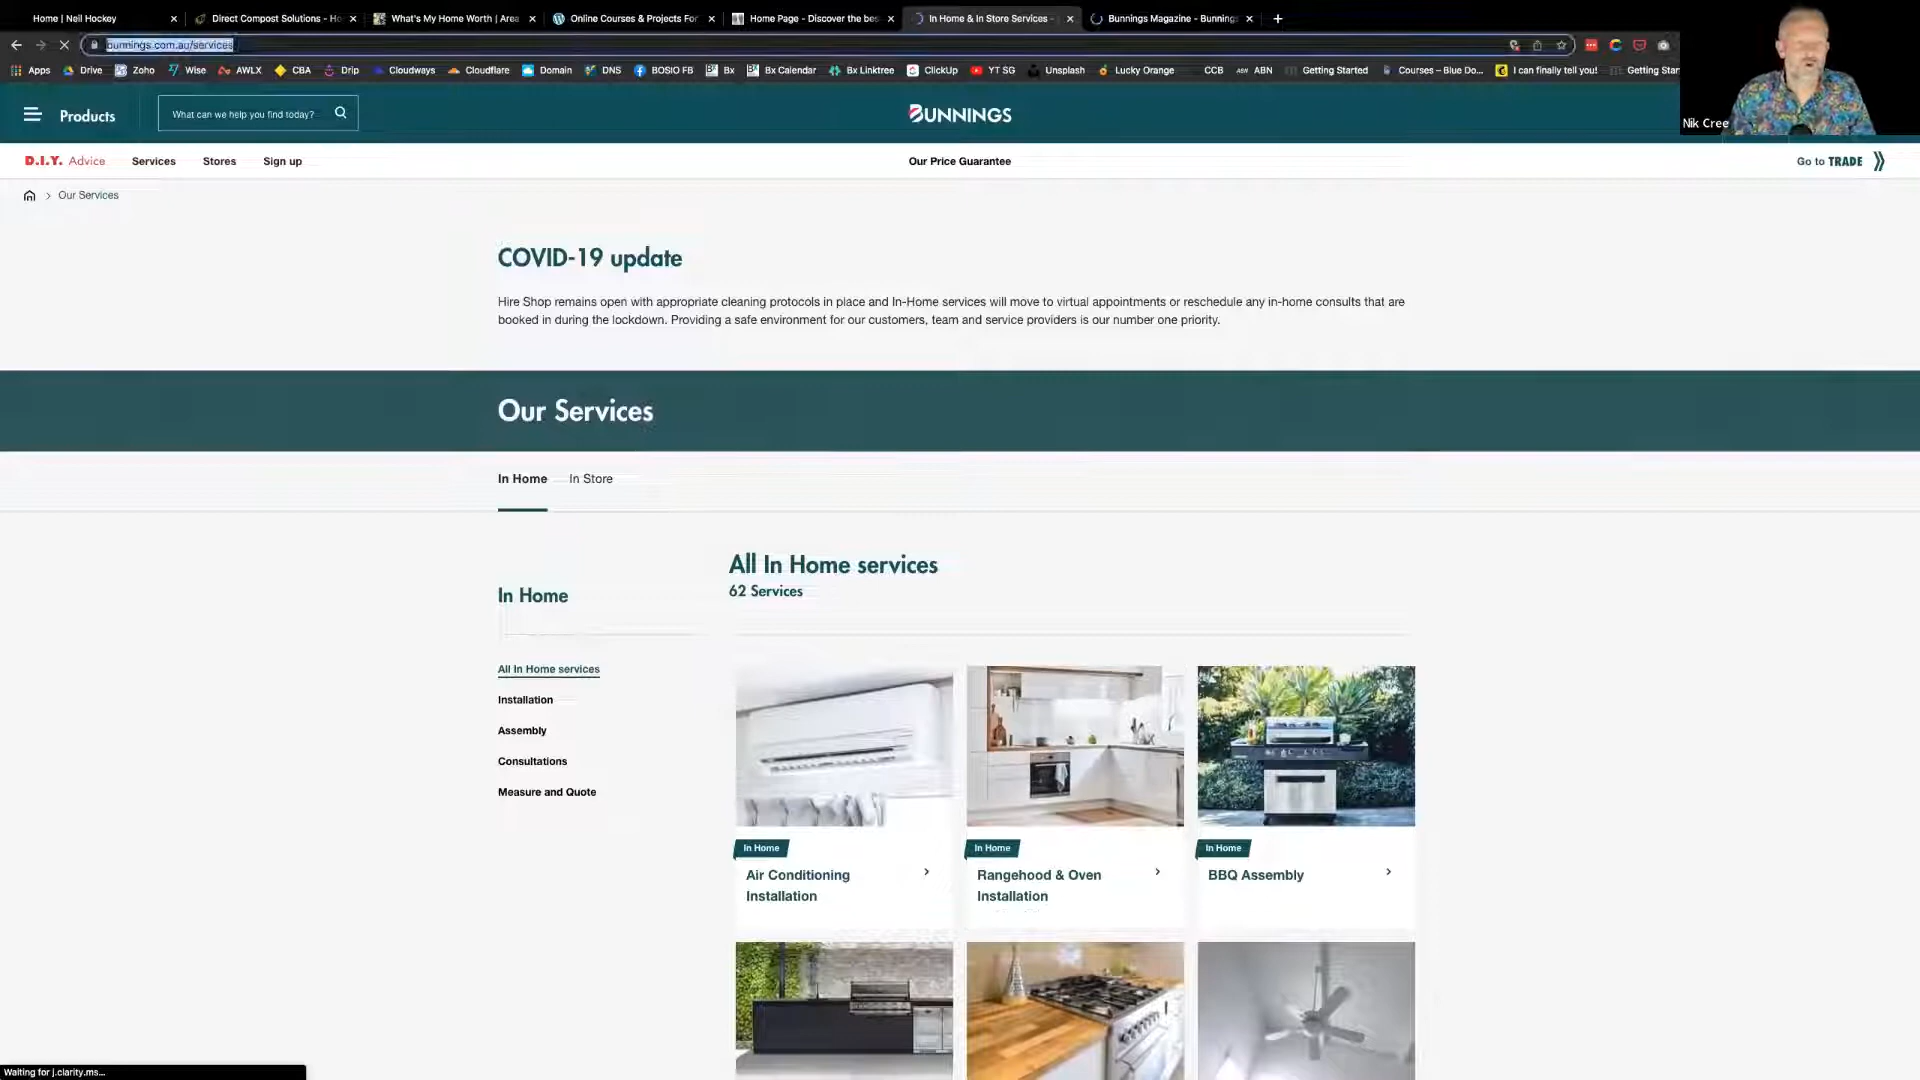 Home | Neil Hockey
Direct Compost Solutions - Ho
What's My Home Worth | Area
Online Courses & Projects For
Home Page - Discover the bes
In Home & In Store Services -
Bunnings Magazine - Bunnings
bunnings.com.au/services
Apps Drive Zoho Wise AWLX CBA Drip Cloudways Cloudflare Domain DNS BOSIO FB Bx Bx Calendar Bx Linktree ClickUp YT SG Unsplash Lucky Orange CCB ABN Getting Started Courses – Blue Do... I can finally tell you! Getting Star
Nik Cree
Products
What can we help you find today?
BUNNINGS
D.I.Y. Advice Services Stores Sign up
Our Price Guarantee
Go to TRADE
Our Services
COVID-19 update
Hire Shop remains open with appropriate cleaning protocols in place and In-Home services will move to virtual appointments or reschedule any in-home consults that are
booked in during the lockdown. Providing a safe environment for our customers, team and service providers is our number one priority.
Our Services
In Home In Store
All In Home services
62 Services
In Home
All In Home services
Installation
Assembly
Consultations
Measure and Quote
In Home
Air Conditioning
Installation
In Home
Rangehood & Oven
Installation
In Home
BBQ Assembly
Waiting for j.clarity.ms...